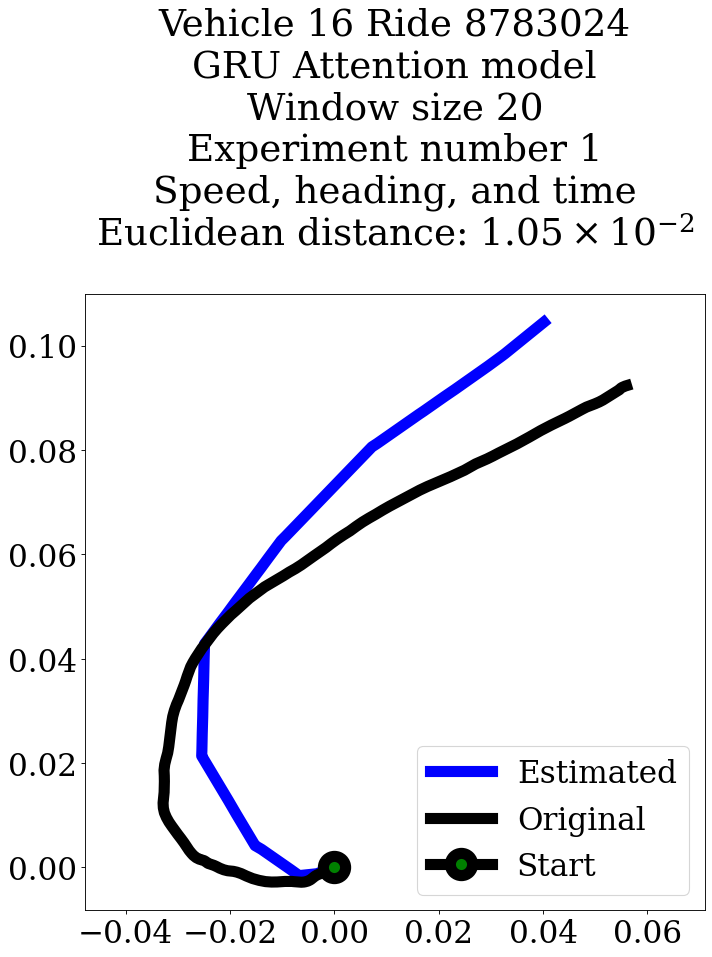 Vehicle 16 Ride 8783024
GRU Attention model
Window size 20
Experiment number 1
Speed, heading, and time
Euclidean distance: 1.05 × 10⁻²
0.10
0.08
0.06
0.04
0.02
0.00
Estimated
Original
Start
−0.04 −0.02 0.00 0.02 0.04 0.06